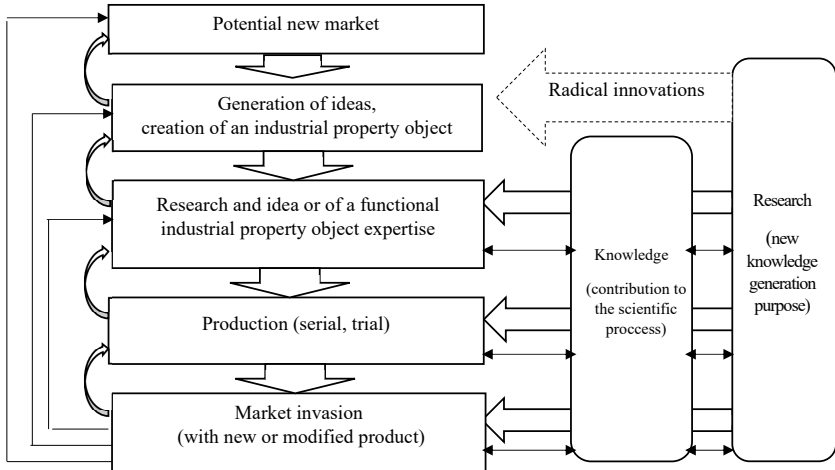 Potential new market
Generation of ideas,
creation of an industrial property object
Radical innovations
Research and idea or of a functional
industrial property object expertise
Production (serial, trial)
Market invasion
(with new or modified product)
Knowledge
(contribution to
the scientific
proccess)
Research
(new
knowledge
generation
purpose)